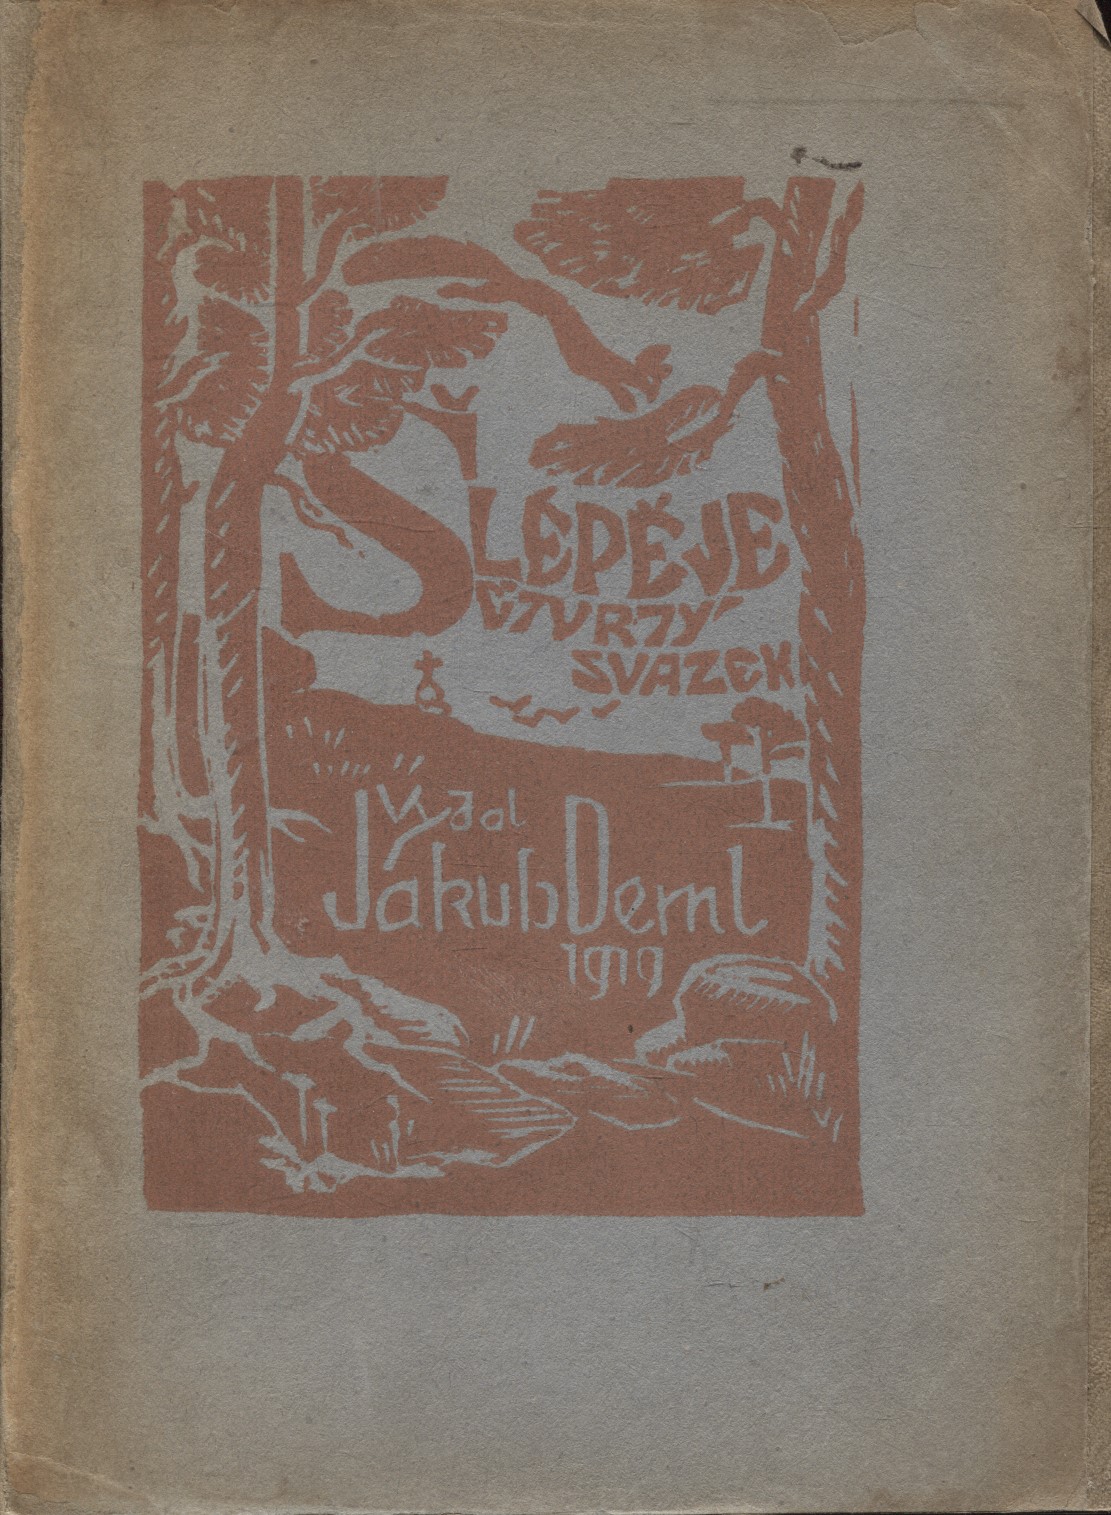 ŠLÉPĚJE
ČTVRTÝ
SVAZEK
Vydal
Jakub Deml
1919